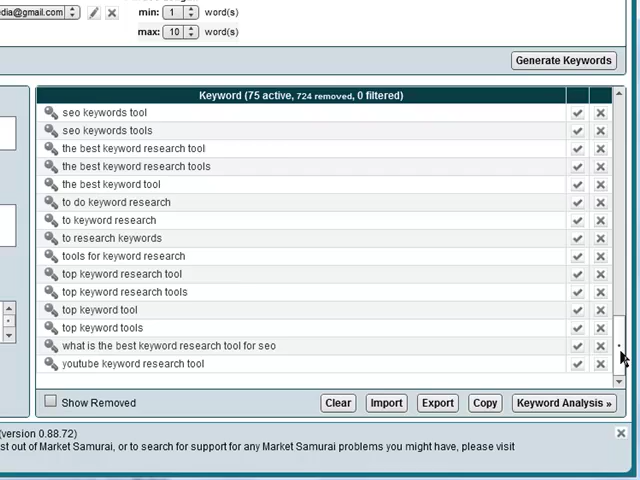 edia@gmail.com
min: 1 word(s)
max: 10 word(s)
Generate Keywords
Keyword (75 active, 724 removed, 0 filtered)
seo keywords tool
seo keywords tools
the best keyword research tool
the best keyword research tools
the best keyword tool
to do keyword research
to keyword research
to research keywords
tools for keyword research
top keyword research tool
top keyword research tools
top keyword tool
top keyword tools
what is the best keyword research tool for seo
youtube keyword research tool
Show Removed Clear Import Export Copy Keyword Analysis »
(version 0.88.72)
st out of Market Samurai, or to search for support for any Market Samurai problems you might have, please visit